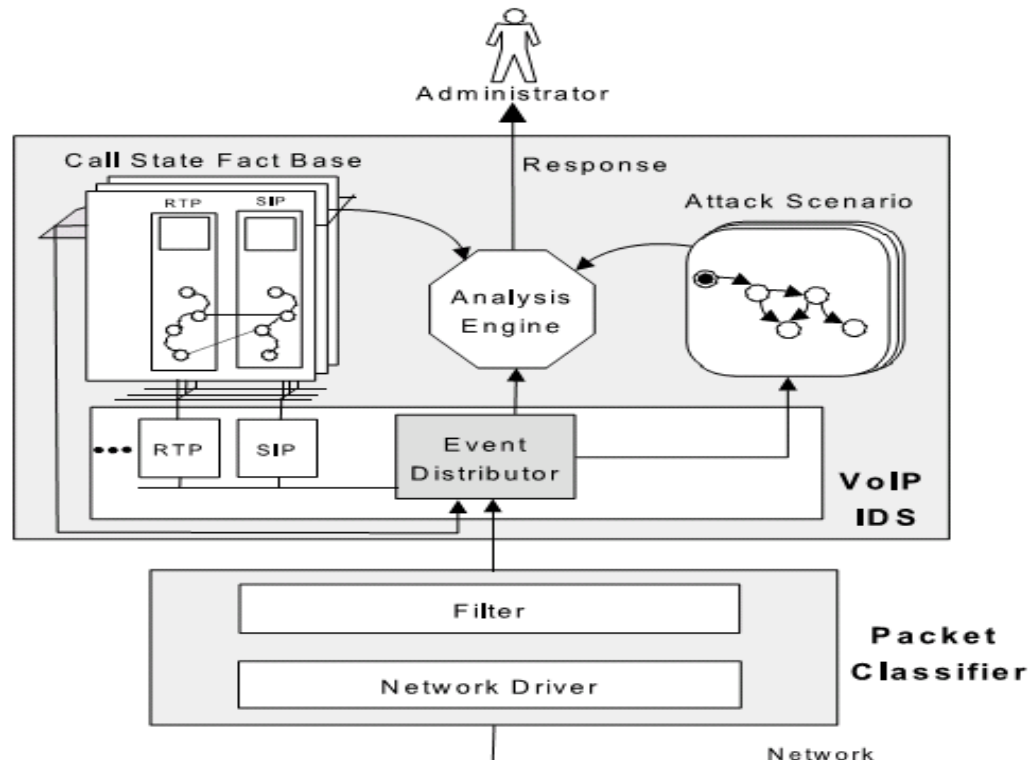 Administrator
Call State Fact Base
Response
RTP
SIP
Attack Scenario
Analysis
Engine
•••
RTP
SIP
Event
Distributor
VoIP
IDS
Filter
Network Driver
Packet
Classifier
Network